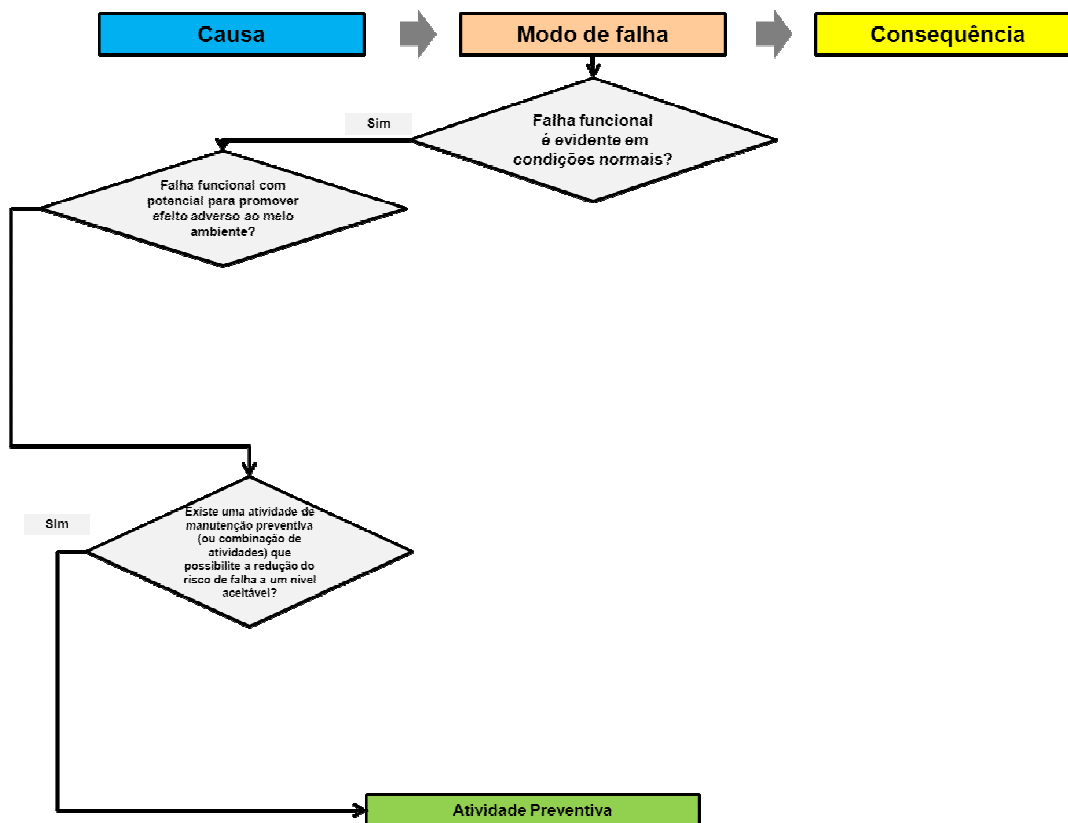 Causa
Modo de falha
Consequência
Falha funcional
é evidente em
condições normais?
Sim
Falha funcional com
potencial para promover
efeito adverso ao meio
ambiente?
Existe uma atividade de
manutenção preventiva
(ou combinação de
atividades) que
possibilite a redução do
risco de falha a um nível
aceitável?
Sim
Atividade Preventiva